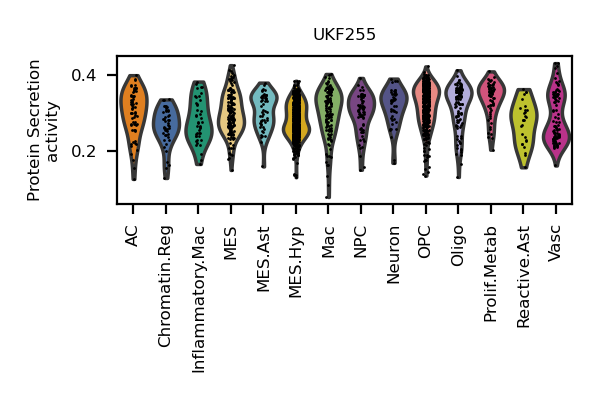 UKF255
Protein Secretion
activity
0.4
0.2
AC
Chromatin.Reg
Inflammatory.Mac
MES
MES.Ast
MES.Hyp
Mac
NPC
Neuron
OPC
Oligo
Prolif.Metab
Reactive.Ast
Vasc